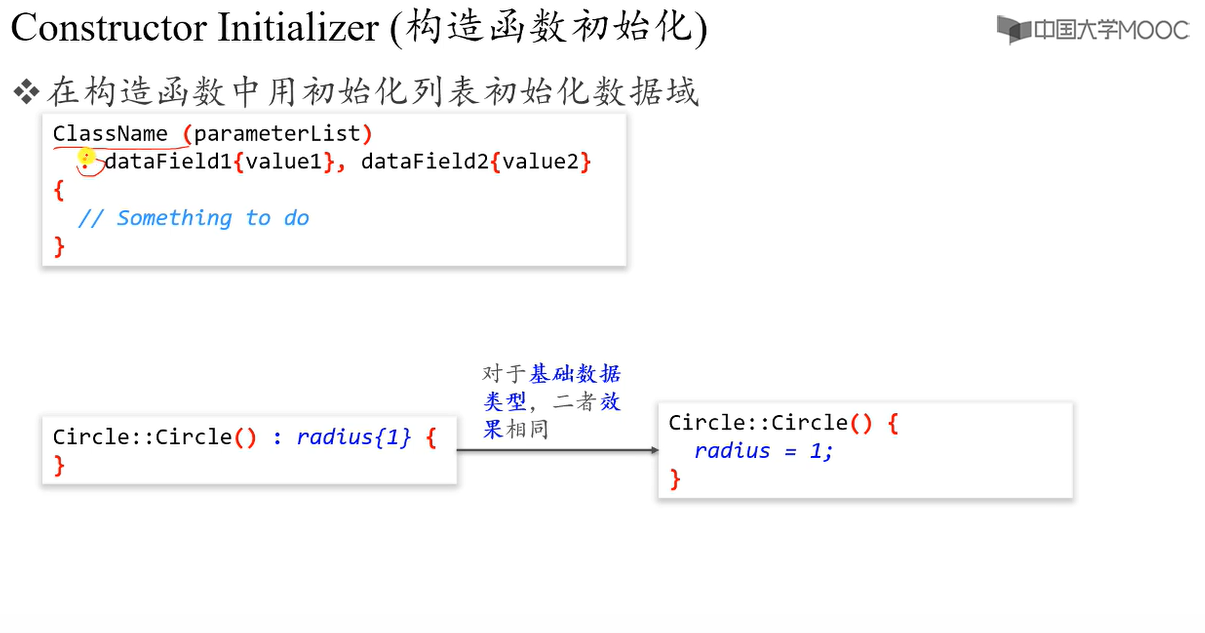 Constructor Initializer (构造函数初始化)
中国大学MOOC
❖在构造函数中用初始化列表初始化数据域
ClassName (parameterList)
: dataField1{value1}, dataField2{value2}
{
// Something to do
}
对于基础数据
类型，二者效
果相同
Circle::Circle() : radius{1} {
}
Circle::Circle() {
radius = 1;
}